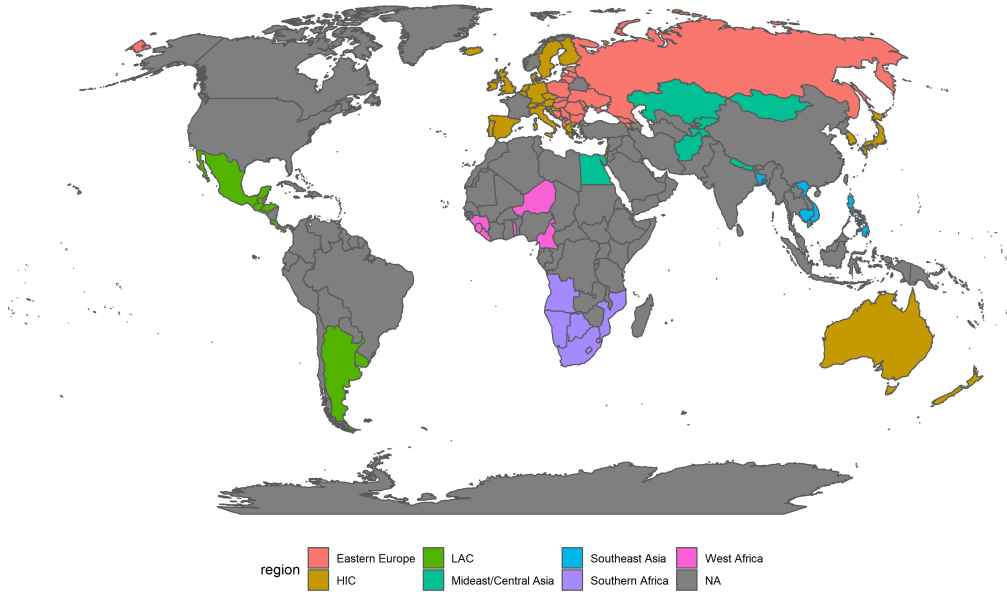 region
Eastern Europe
HIC
LAC
Mideast/Central Asia
Southeast Asia
Southern Africa
West Africa
NA